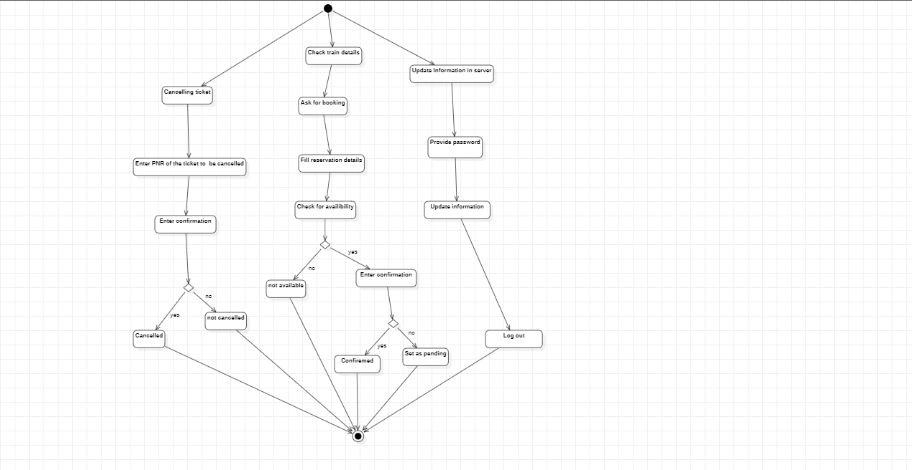 Check train details
Update information in server
Cancelling ticket
Ask for booking
Provide password
Enter PNR of the ticket to be cancelled
Fill reservation details
Check for availibility
Update information
Enter confirmation
yes
no
Enter confirmation
not available
no
yes
not cancelled
no
yes
Cancelled
Log out
Set as pending